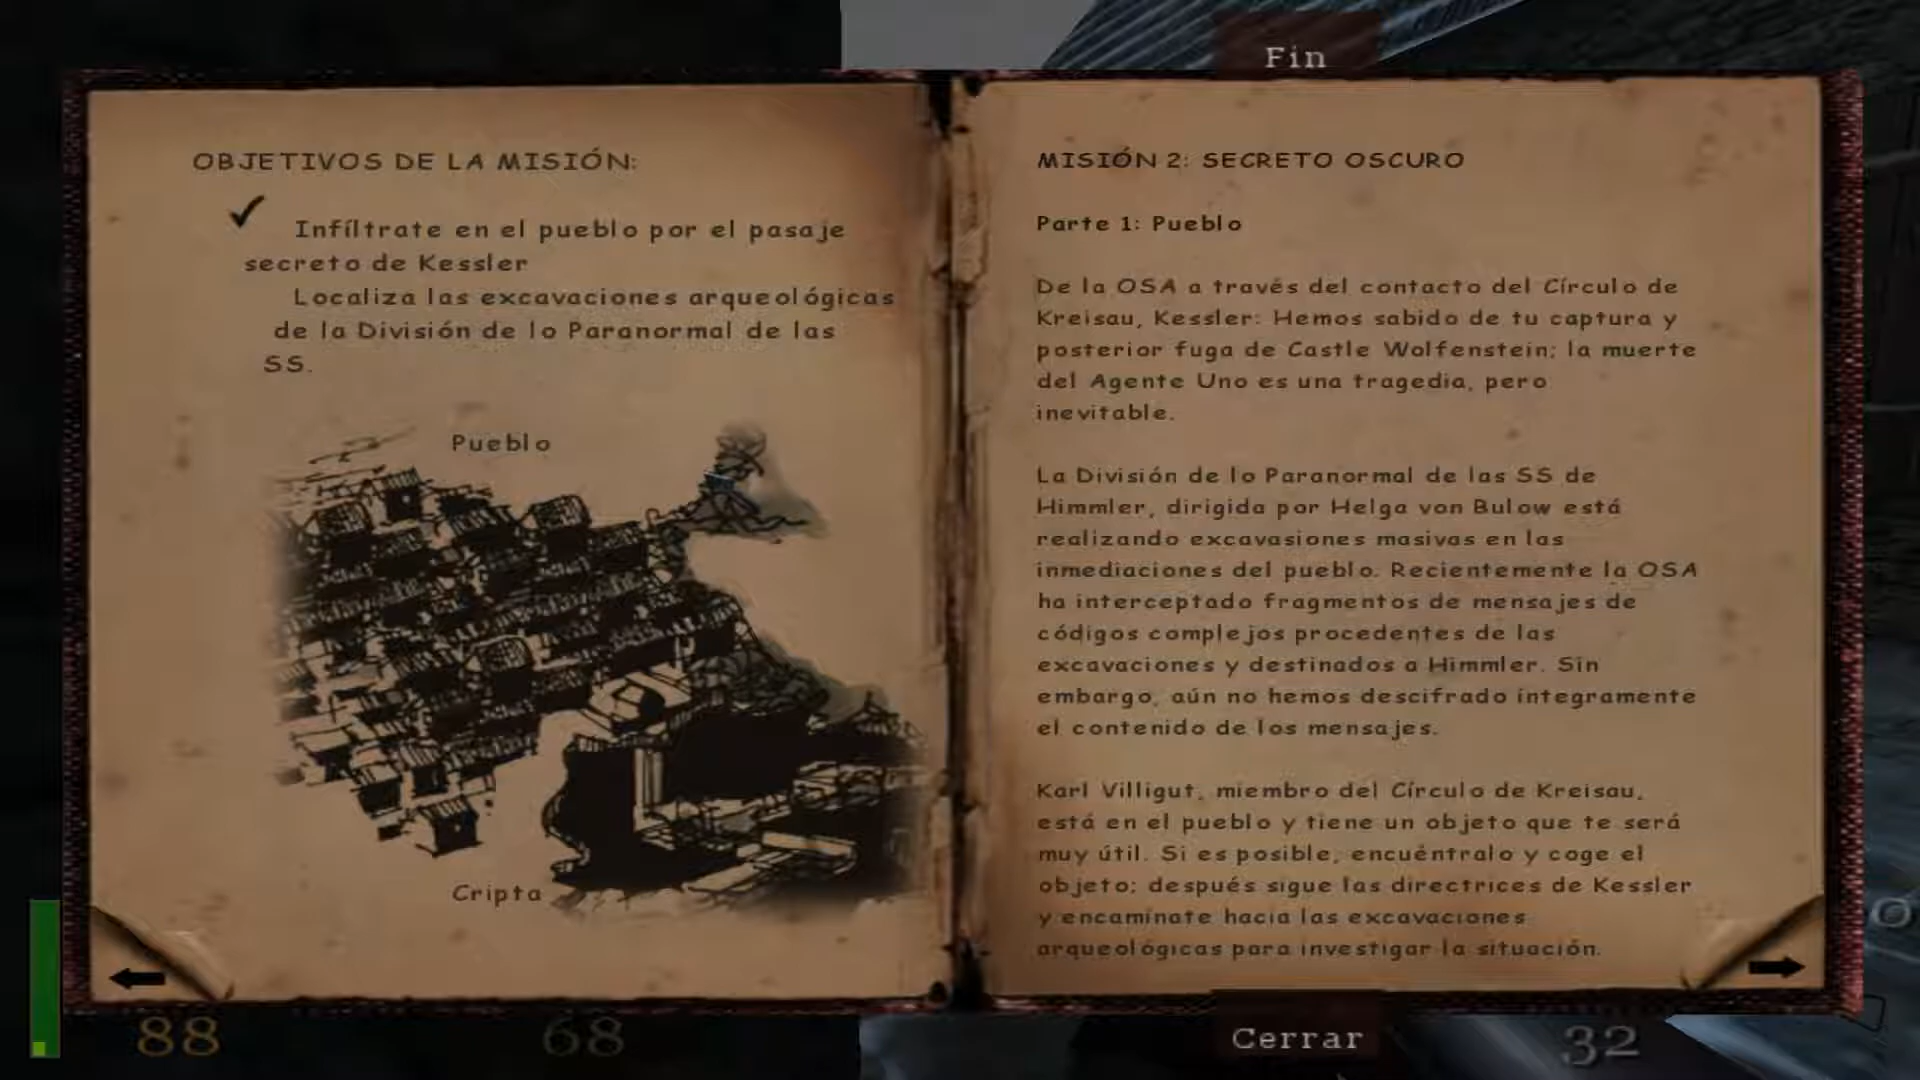 Fin
OBJETIVOS DE LA MISIÓN:
Infíltrate en el pueblo por el pasaje
secreto de Kessler
Localiza las excavaciones arqueológicas
de la División de lo Paranormal de las
SS.
Pueblo
Cripta
MISIÓN 2: SECRETO OSCURO
Parte 1: Pueblo
De la OSA a través del contacto del Círculo de
Kreisau, Kessler: Hemos sabido de tu captura y
posterior fuga de Castle Wolfenstein; la muerte
del Agente Uno es una tragedia, pero
inevitable.
La División de lo Paranormal de las SS de
Himmler, dirigida por Helga von Bulow está
realizando excavasiones masivas en las
inmediaciones del pueblo. Recientemente la OSA
ha interceptado fragmentos de mensajes de
códigos complejos procedentes de las
excavaciones y destinados a Himmler. Sin
embargo, aún no hemos descifrado íntegramente
el contenido de los mensajes.
Karl Villigut, miembro del Círculo de Kreisau,
está en el pueblo y tiene un objeto que te será
muy útil. Si es posible, encuéntralo y coge el
objeto; después sigue las directrices de Kessler
y encamínate hacia las excavaciones
arqueológicas para investigar la situación.
88
68
Cerrar
32